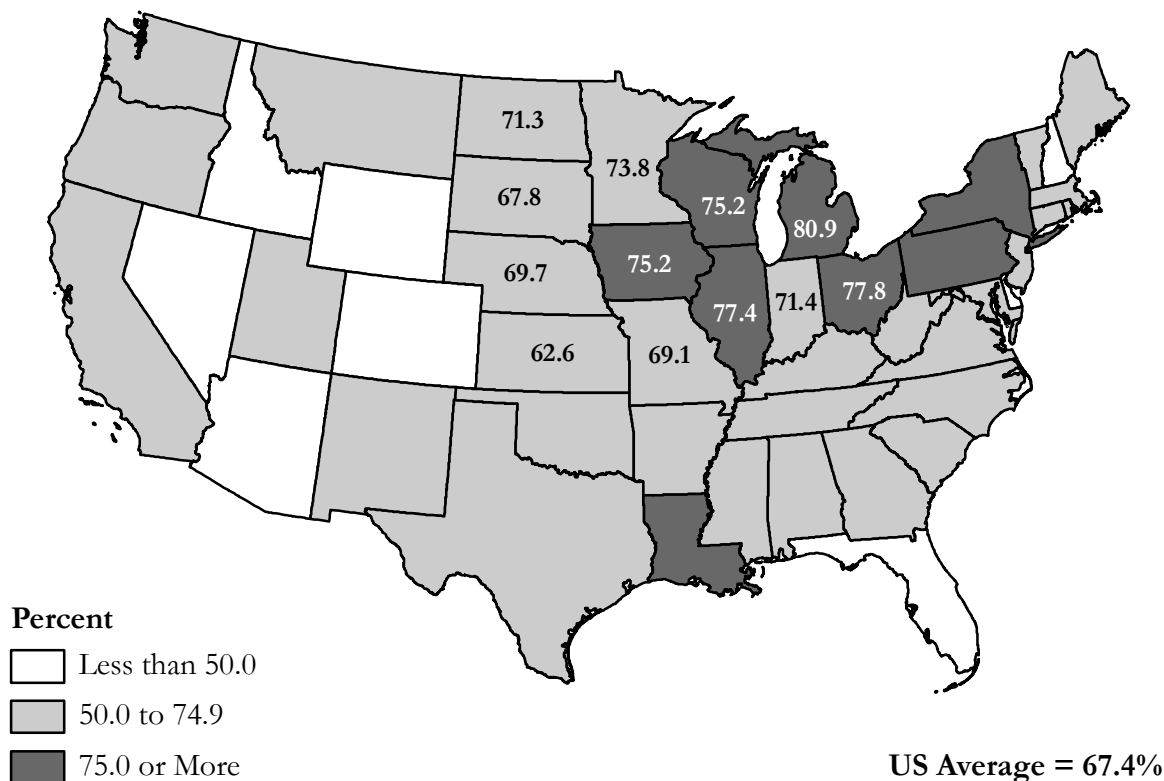 71.3
73.8
67.8
75.2
80.9
69.7
75.2
77.4
71.4
77.8
62.6
69.1
Percent
Less than 50.0
50.0 to 74.9
75.0 or More
US Average = 67.4%